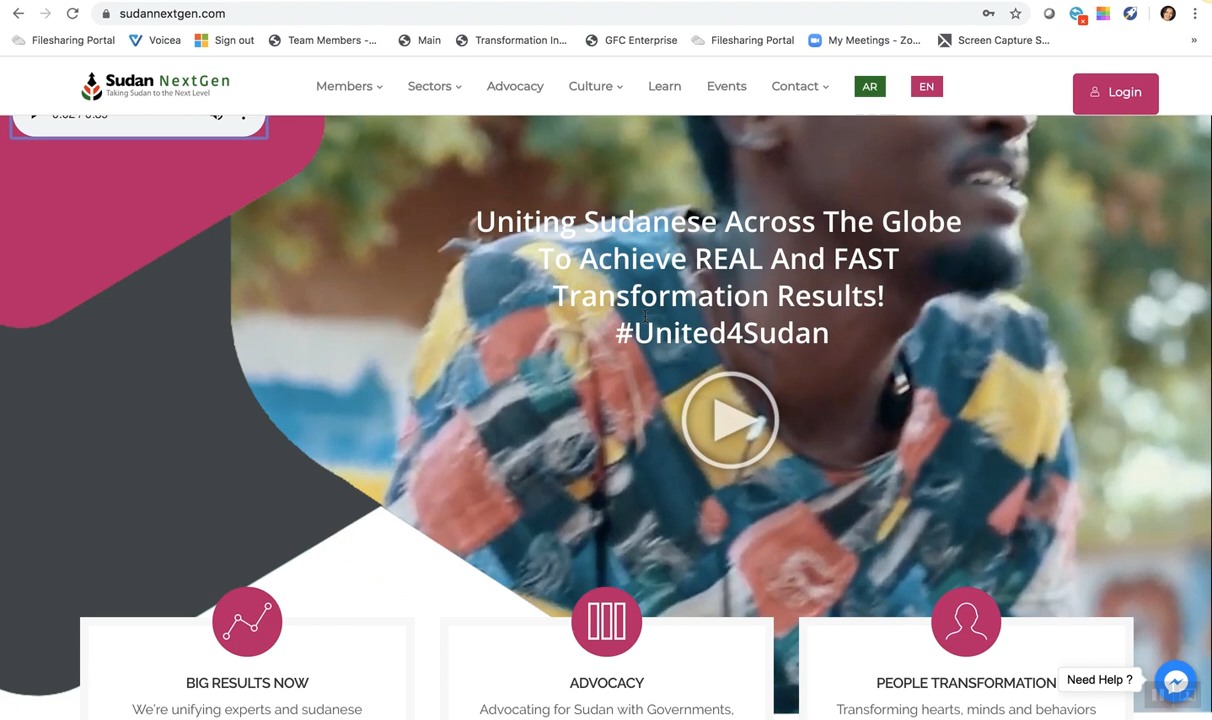 sudannextgen.com
Filesharing Portal
Voicea
Sign out
Team Members -...
Main
Transformation In...
GFC Enterprise
Filesharing Portal
My Meetings - Zo...
Screen Capture S...
»
Sudan NextGen
Taking Sudan to the Next Level
Members
Sectors
Advocacy
Culture
Learn
Events
Contact
AR
EN
Login
Uniting Sudanese Across The Globe
To Achieve REAL And FAST
Transformation Results!
#United4Sudan
BIG RESULTS NOW
We're unifying experts and sudanese
ADVOCACY
Advocating for Sudan with Governments,
PEOPLE TRANSFORMATION
Transforming hearts, minds and behaviors
Need Help ?